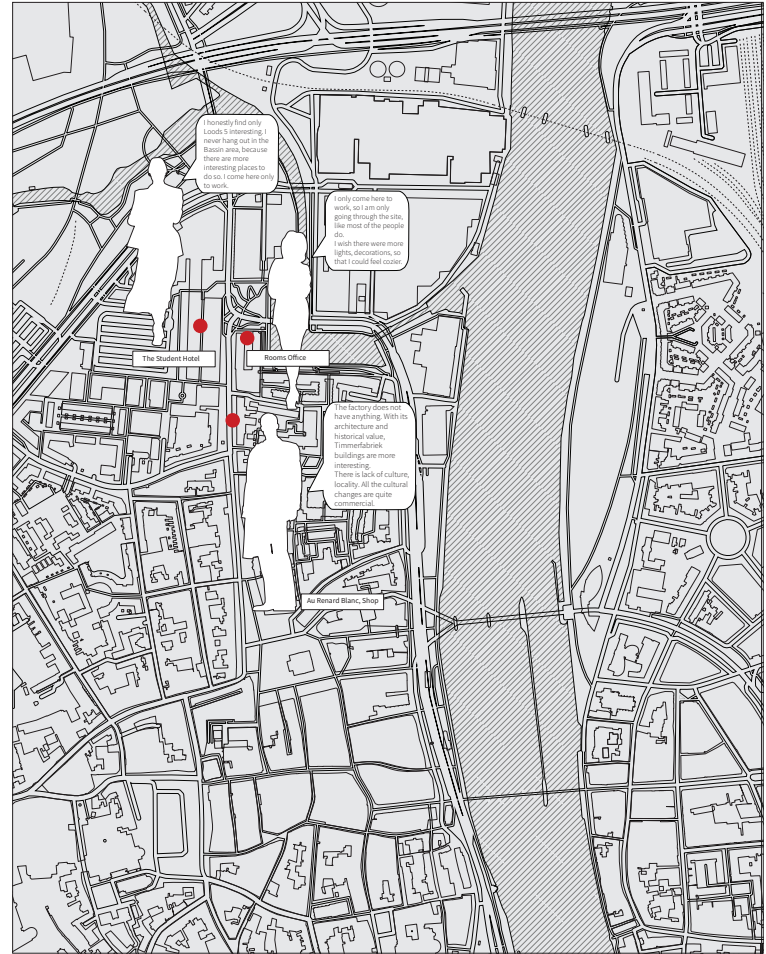 I honestly find only
Loods 5 interesting. I
never hang out in the
Bassin area, because
there are more
interesting places to
do so. I come here only
to work.
I only come here to
work, so I am only
going through the site,
like most of the people
do.
I wish there were more
lights, decorations, so
that I could feel cozier.
The Student Hotel
Rooms Office
The factory does not
have anything. With its
architecture and
historical value,
Timmerfabriek
buildings are more
interesting.
There is lack of culture,
locality. All the cultural
changes are quite
commercial.
Au Renard Blanc, Shop